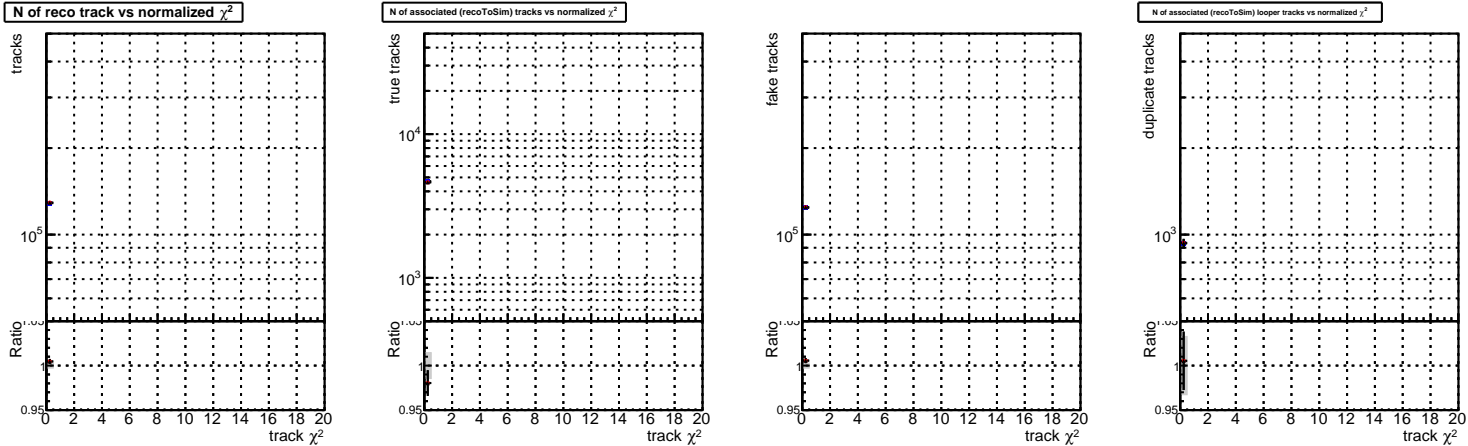 N of reco track vs normalized χ²
tracks
10⁵
Ratio
1
0.95
0 2 4 6 8 10 12 14 16 18 20
track χ²
N of associated (recoToSim) tracks vs normalized χ²
true tracks
10⁴
10³
Ratio
1
0.95
0 2 4 6 8 10 12 14 16 18 20
track χ²
fake tracks
10⁵
Ratio
1
0.95
0 2 4 6 8 10 12 14 16 18 20
track χ²
N of associated (recoToSim) looper tracks vs normalized χ²
duplicate tracks
10³
Ratio
1
0.95
0 2 4 6 8 10 12 14 16 18 20
track χ²